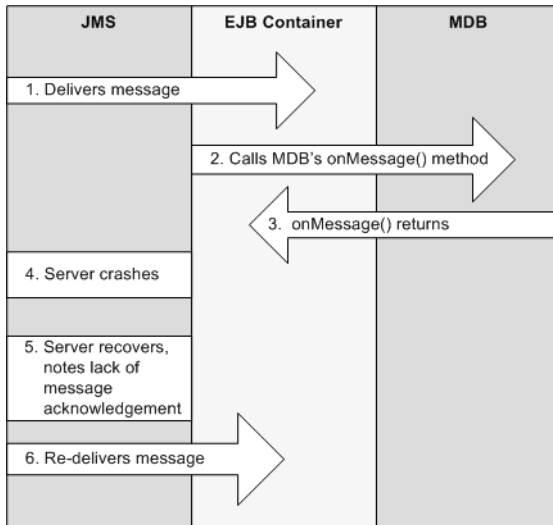 JMS
EJB Container
MDB
1. Delivers message
2. Calls MDB's onMessage() method
3. onMessage() returns
4. Server crashes
5. Server recovers,
notes lack of
message
acknowledgement
6. Re-delivers message